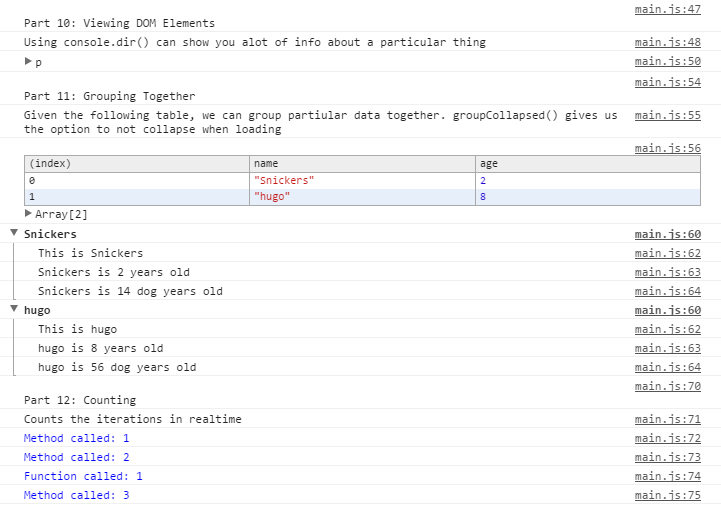 main.js:47
Part 10: Viewing DOM Elements
Using console.dir() can show you alot of info about a particular thing main.js:48
p main.js:50
main.js:54
Part 11: Grouping Together
Given the following table, we can group partiular data together. groupCollapsed() gives us main.js:55
the option to not collapse when loading
main.js:56
(index) name age
0 "Snickers" 2
1 "hugo" 8
Array[2]
Snickers main.js:60
This is Snickers main.js:62
Snickers is 2 years old main.js:63
Snickers is 14 dog years old main.js:64
hugo main.js:60
This is hugo main.js:62
hugo is 8 years old main.js:63
hugo is 56 dog years old main.js:64
main.js:70
Part 12: Counting
Counts the iterations in realtime main.js:71
Method called: 1 main.js:72
Method called: 2 main.js:73
Function called: 1 main.js:74
Method called: 3 main.js:75